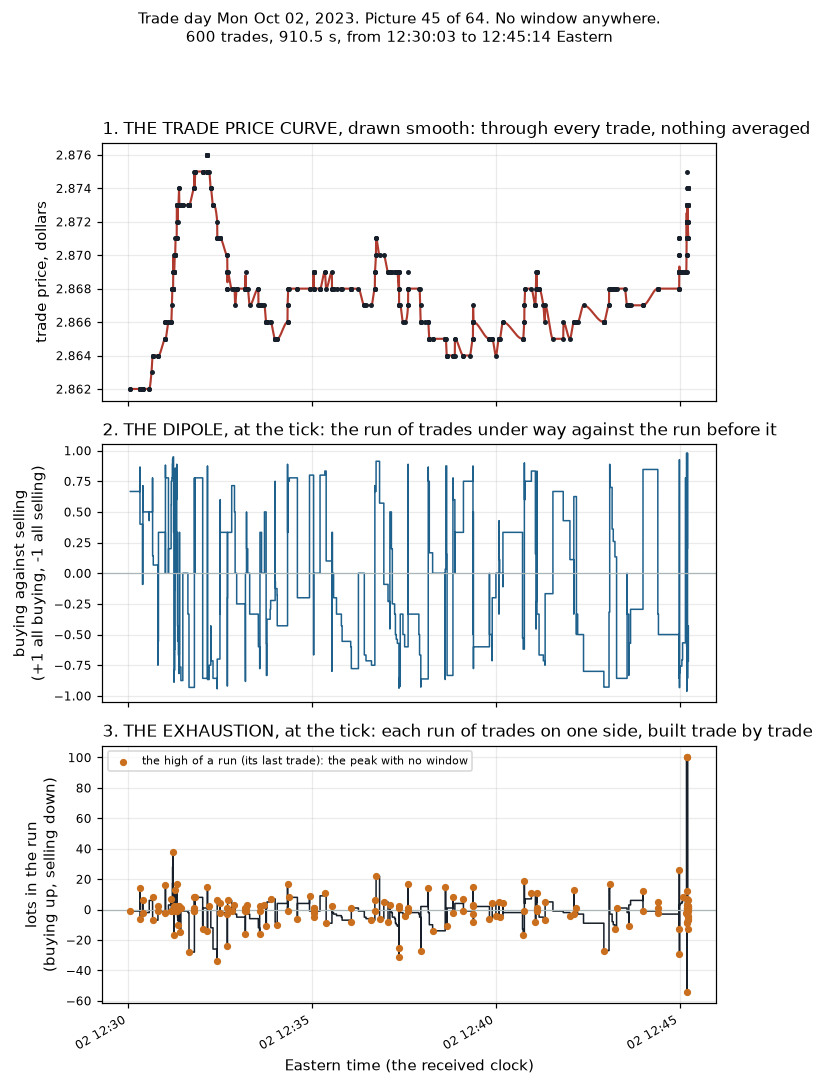 Trade day Mon Oct 02, 2023. Picture 45 of 64. No window anywhere.
600 trades, 910.5 s, from 12:30:03 to 12:45:14 Eastern
1. THE TRADE PRICE CURVE, drawn smooth: through every trade, nothing averaged
2.876
2.874
2.872
2.870
2.868
2.866
2.864
2.862
trade price, dollars
2. THE DIPOLE, at the tick: the run of trades under way against the run before it
1.00
0.75
0.50
0.25
0.00
−0.25
−0.50
−0.75
−1.00
buying against selling
(+1 all buying, -1 all selling)
3. THE EXHAUSTION, at the tick: each run of trades on one side, built trade by trade
the high of a run (its last trade): the peak with no window
100
80
60
40
20
0
−20
−40
−60
lots in the run
(buying up, selling down)
02 12:30
02 12:35
02 12:40
02 12:45
Eastern time (the received clock)